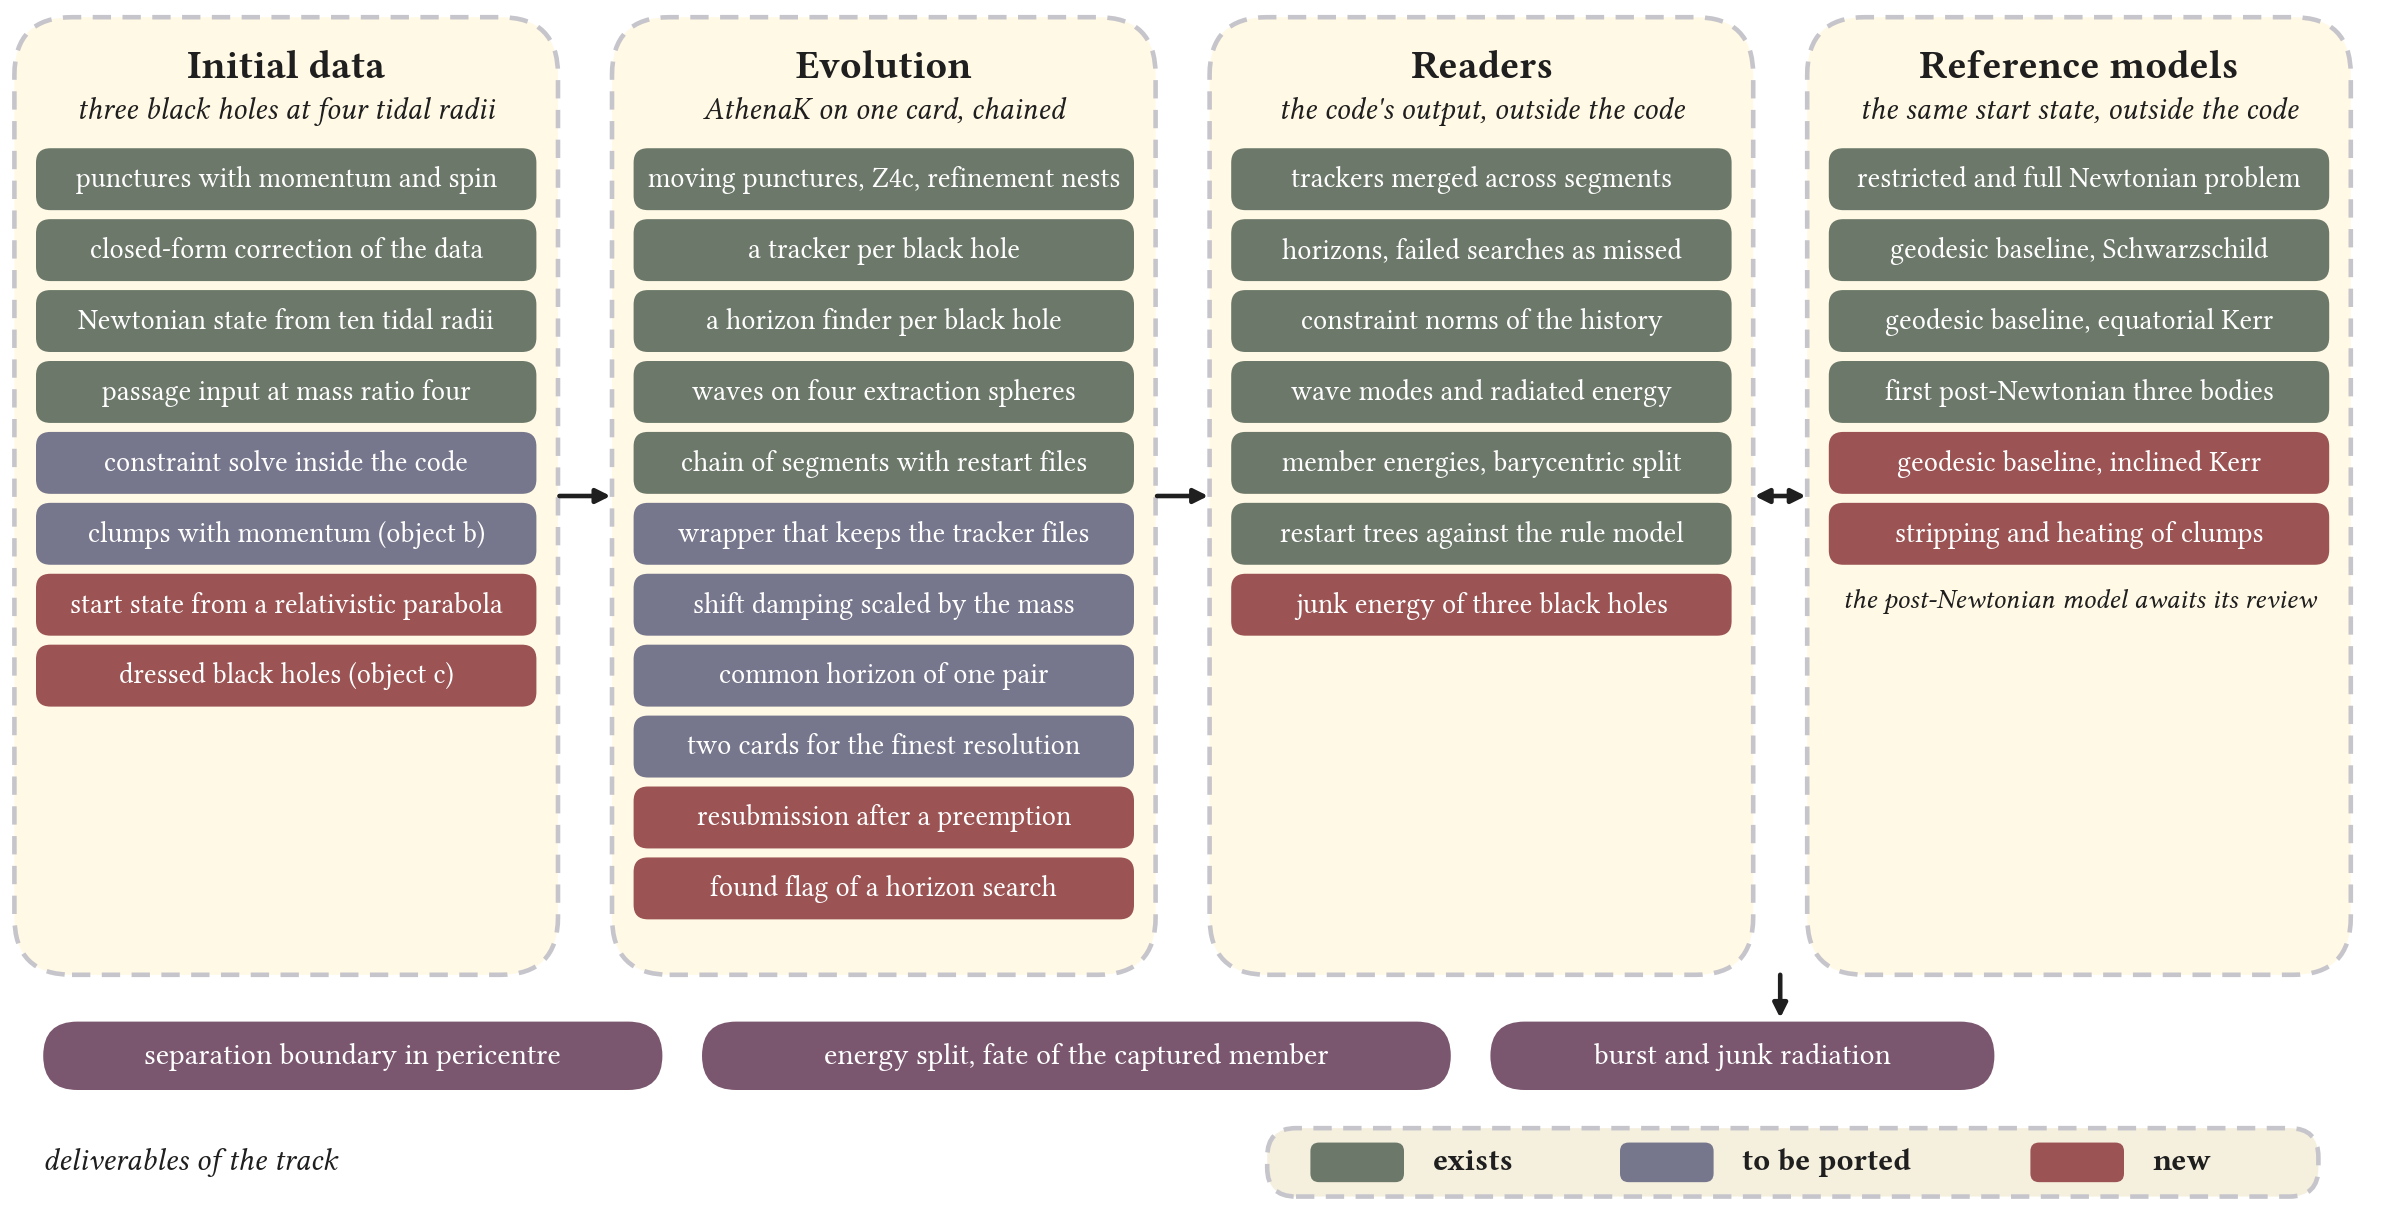 Initial data
three black holes at four tidal radii
punctures with momentum and spin
closed-form correction of the data
Newtonian state from ten tidal radii
passage input at mass ratio four
constraint solve inside the code
clumps with momentum (object b)
start state from a relativistic parabola
dressed black holes (object c)
Evolution
AthenaK on one card, chained
moving punctures, Z4c, refinement nests
a tracker per black hole
a horizon finder per black hole
waves on four extraction spheres
chain of segments with restart files
wrapper that keeps the tracker files
shift damping scaled by the mass
common horizon of one pair
two cards for the finest resolution
resubmission after a preemption
found flag of a horizon search
Readers
the code's output, outside the code
trackers merged across segments
horizons, failed searches as missed
constraint norms of the history
wave modes and radiated energy
member energies, barycentric split
restart trees against the rule model
junk energy of three black holes
Reference models
the same start state, outside the code
restricted and full Newtonian problem
geodesic baseline, Schwarzschild
geodesic baseline, equatorial Kerr
first post-Newtonian three bodies
geodesic baseline, inclined Kerr
stripping and heating of clumps
the post-Newtonian model awaits its review
separation boundary in pericentre
energy split, fate of the captured member
burst and junk radiation
deliverables of the track
exists
to be ported
new